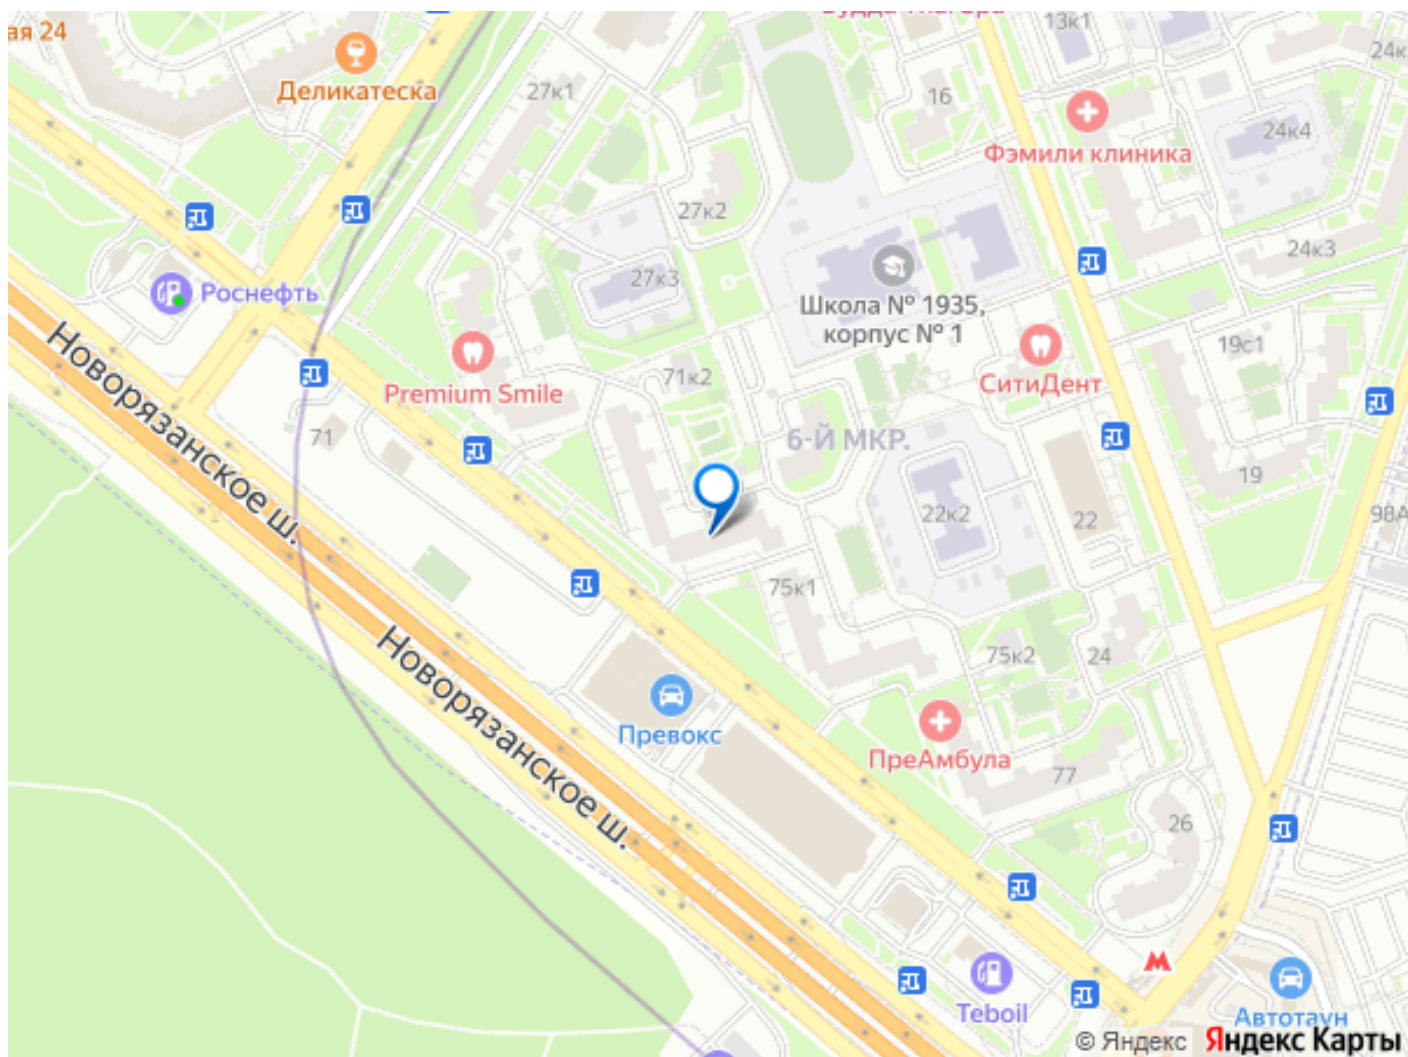 ая 24
Деликатеска
27к1
16
13к1
24к
Фэмили клиника
24к4
27к2
27к3
24к3
Роснефть
Школа № 1935,
корпус № 1
Premium Smile
71к2
СитиДент
19с1
71
6-Й МКР.
19
Новорязанское ш.
22к2
22
98А
75к1
Новорязанское ш.
75к2
24
Превокс
ПреАмбула
77
26
Teboil
Автотаун
© Яндекс
Яндекс Карты